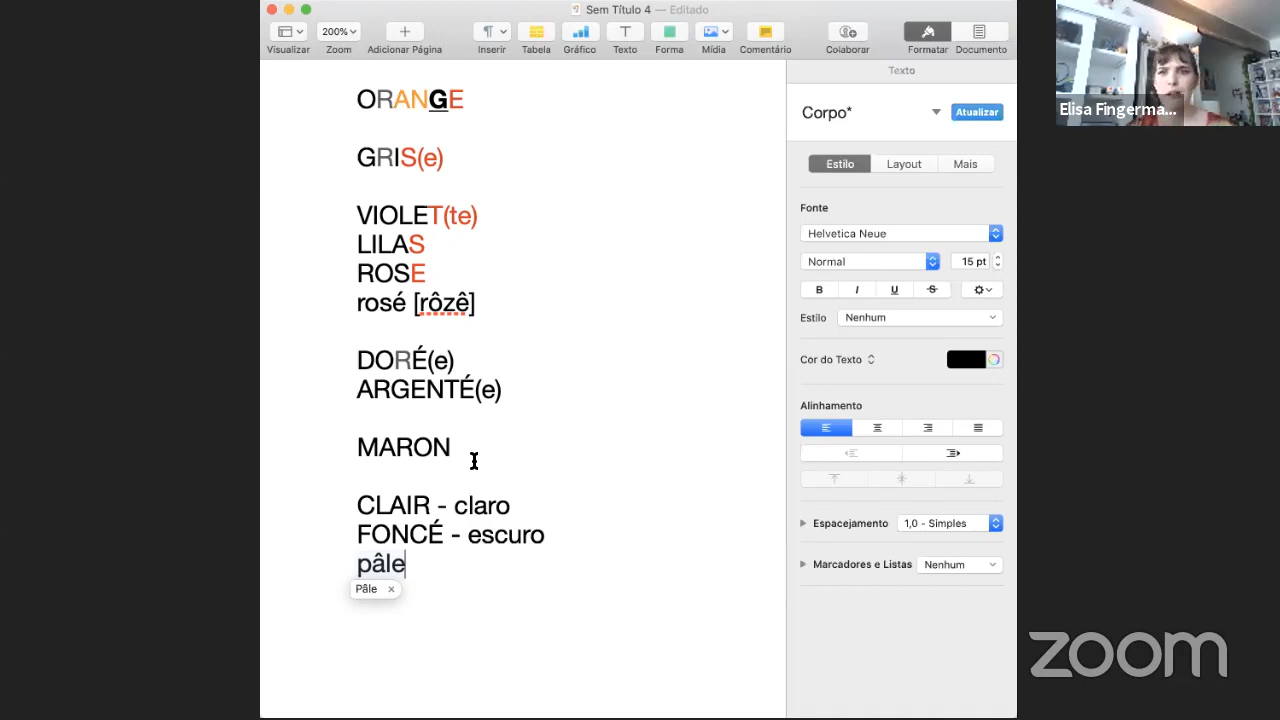 Sem Título 4 — Editado
200%
Visualizar
Zoom
Adicionar Página
Inserir
Tabela
Gráfico
Texto
Forma
Mídia
Comentário
Colaborar
Formatar
Documento
ORANGE
GRIS(e)
VIOLET(te)
LILAS
ROSE
rosé [rôzê]
DORÉ(e)
ARGENTÉ(e)
MARON
CLAIR - claro
FONCÉ - escuro
pâle
Pâle ×
Texto
Corpo*
Atualizar
Estilo
Layout
Mais
Fonte
Helvetica Neue
Normal
15 pt
B I U S
Estilo
Nenhum
Cor do Texto
Alinhamento
Espacejamento
1,0 - Simples
Marcadores e Listas
Nenhum
Elisa Fingerma...
zoom